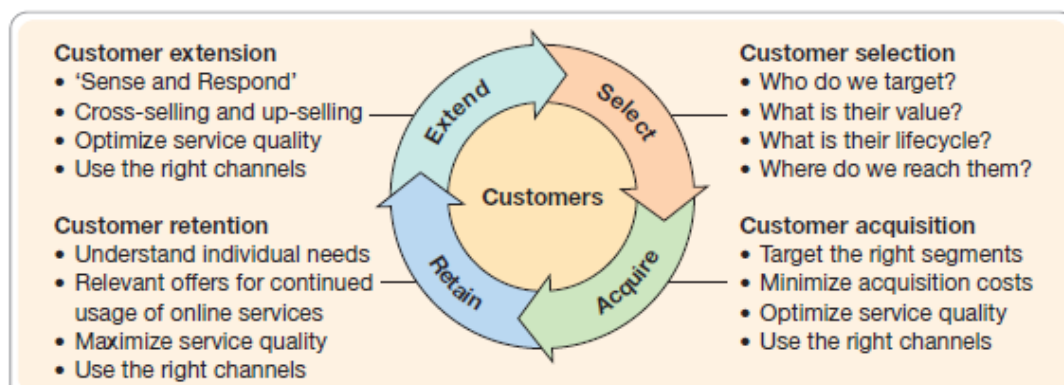 Customer extension
• ‘Sense and Respond’
• Cross-selling and up-selling
• Optimize service quality
• Use the right channels
Customer retention
• Understand individual needs
• Relevant offers for continued
usage of online services
• Maximize service quality
• Use the right channels
Extend
Select
Customers
Retain
Acquire
Customer selection
• Who do we target?
• What is their value?
• What is their lifecycle?
• Where do we reach them?
Customer acquisition
• Target the right segments
• Minimize acquisition costs
• Optimize service quality
• Use the right channels